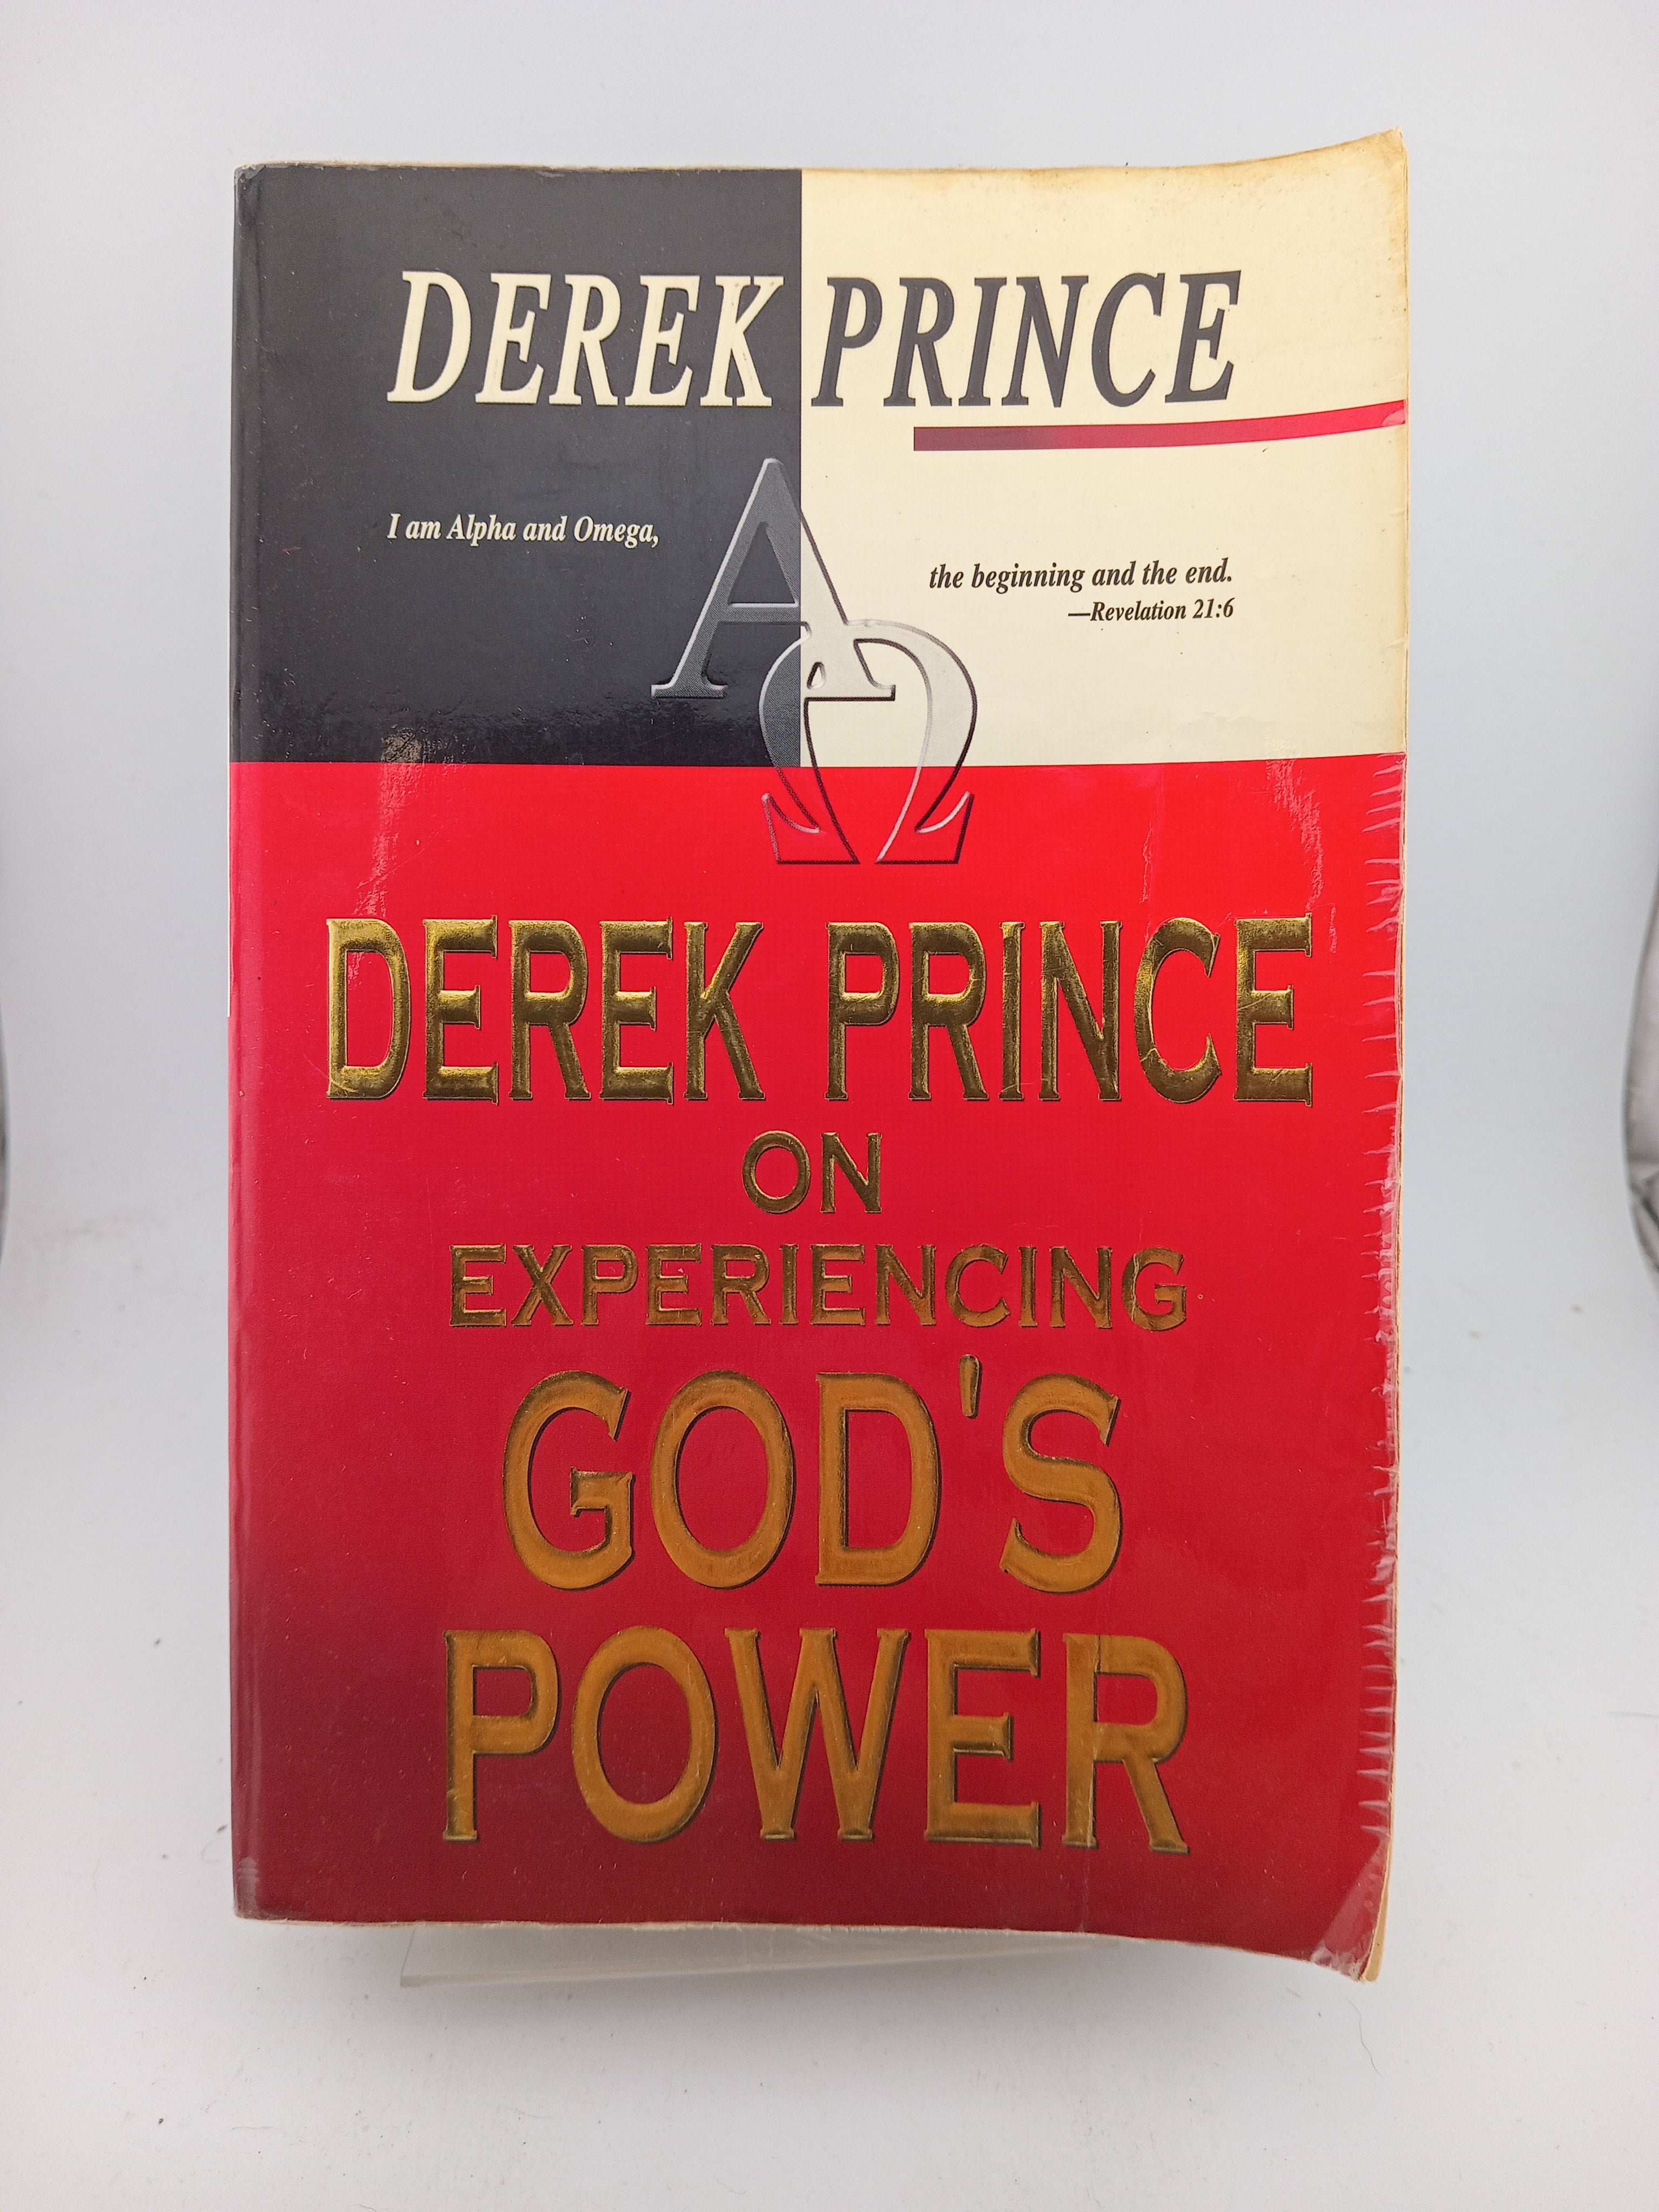 DEREK PRINCE
I am Alpha and Omega,
the beginning and the end.
—Revelation 21:6
ΑΩ
DEREK PRINCE
ON
EXPERIENCING
GOD'S
POWER